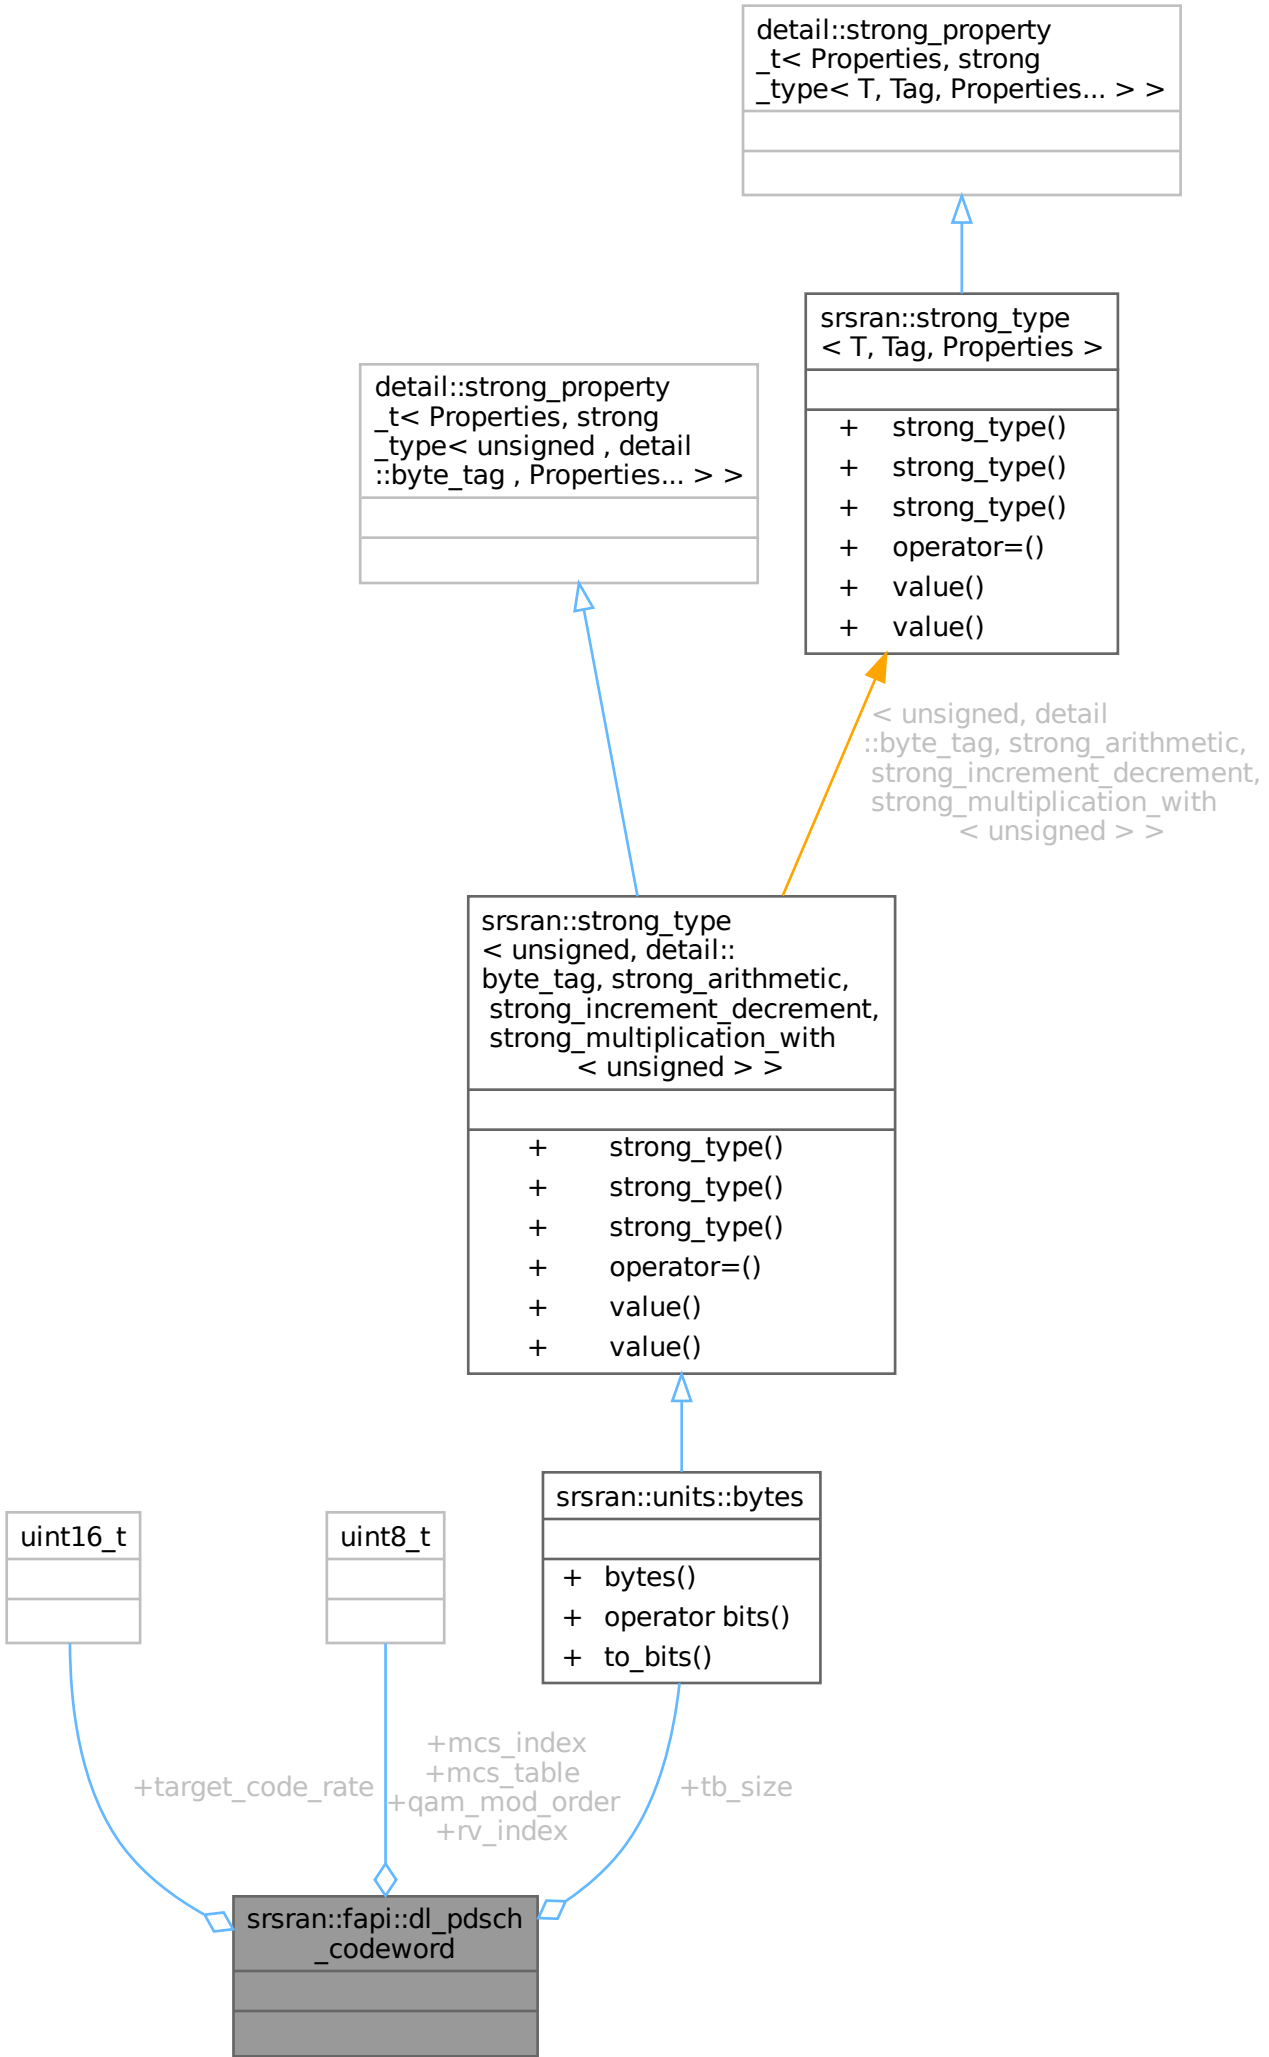 detail::strong_property
_t< Properties, strong
_type< T, Tag, Properties... > >
srsran::strong_type
< T, Tag, Properties >
+ strong_type()
+ strong_type()
+ strong_type()
+ operator=()
+ value()
+ value()
detail::strong_property
_t< Properties, strong
_type< unsigned , detail
::byte_tag , Properties... > >
< unsigned, detail
::byte_tag, strong_arithmetic,
strong_increment_decrement,
strong_multiplication_with
< unsigned > >
srsran::strong_type
< unsigned, detail::
byte_tag, strong_arithmetic,
strong_increment_decrement,
strong_multiplication_with
< unsigned > >
+ strong_type()
+ strong_type()
+ strong_type()
+ operator=()
+ value()
+ value()
srsran::units::bytes
+ bytes()
+ operator bits()
+ to_bits()
uint16_t
uint8_t
+target_code_rate
+mcs_index
+mcs_table
+qam_mod_order
+rv_index
+tb_size
srsran::fapi::dl_pdsch
_codeword